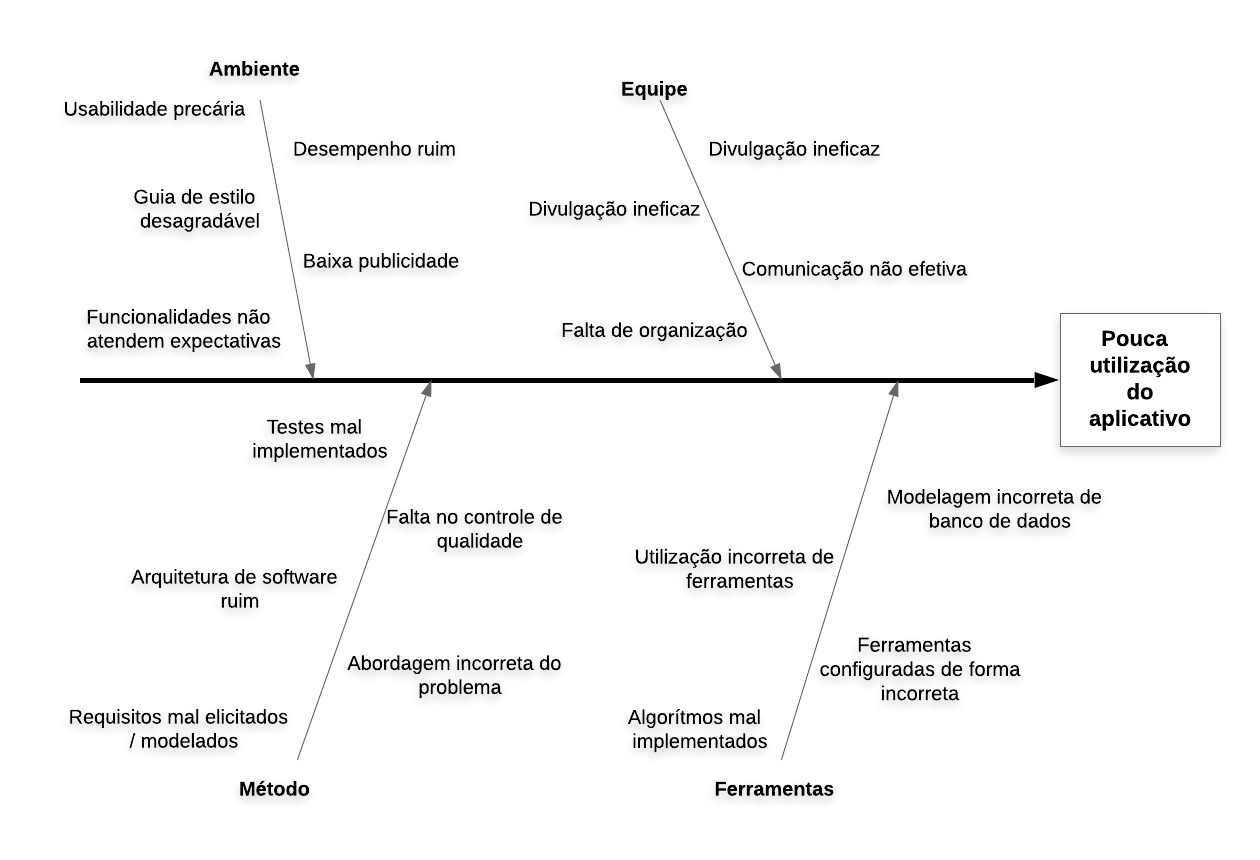 Ambiente
Usabilidade precária
Desempenho ruim
Guia de estilo
desagradável
Baixa publicidade
Funcionalidades não
atendem expectativas
Equipe
Divulgação ineficaz
Divulgação ineficaz
Comunicação não efetiva
Falta de organização
Pouca
utilização
do
aplicativo
Testes mal
implementados
Falta no controle de
qualidade
Arquitetura de software
ruim
Abordagem incorreta do
problema
Requisitos mal elicitados
/ modelados
Método
Modelagem incorreta de
banco de dados
Utilização incorreta de
ferramentas
Ferramentas
configuradas de forma
incorreta
Algorítmos mal
implementados
Ferramentas